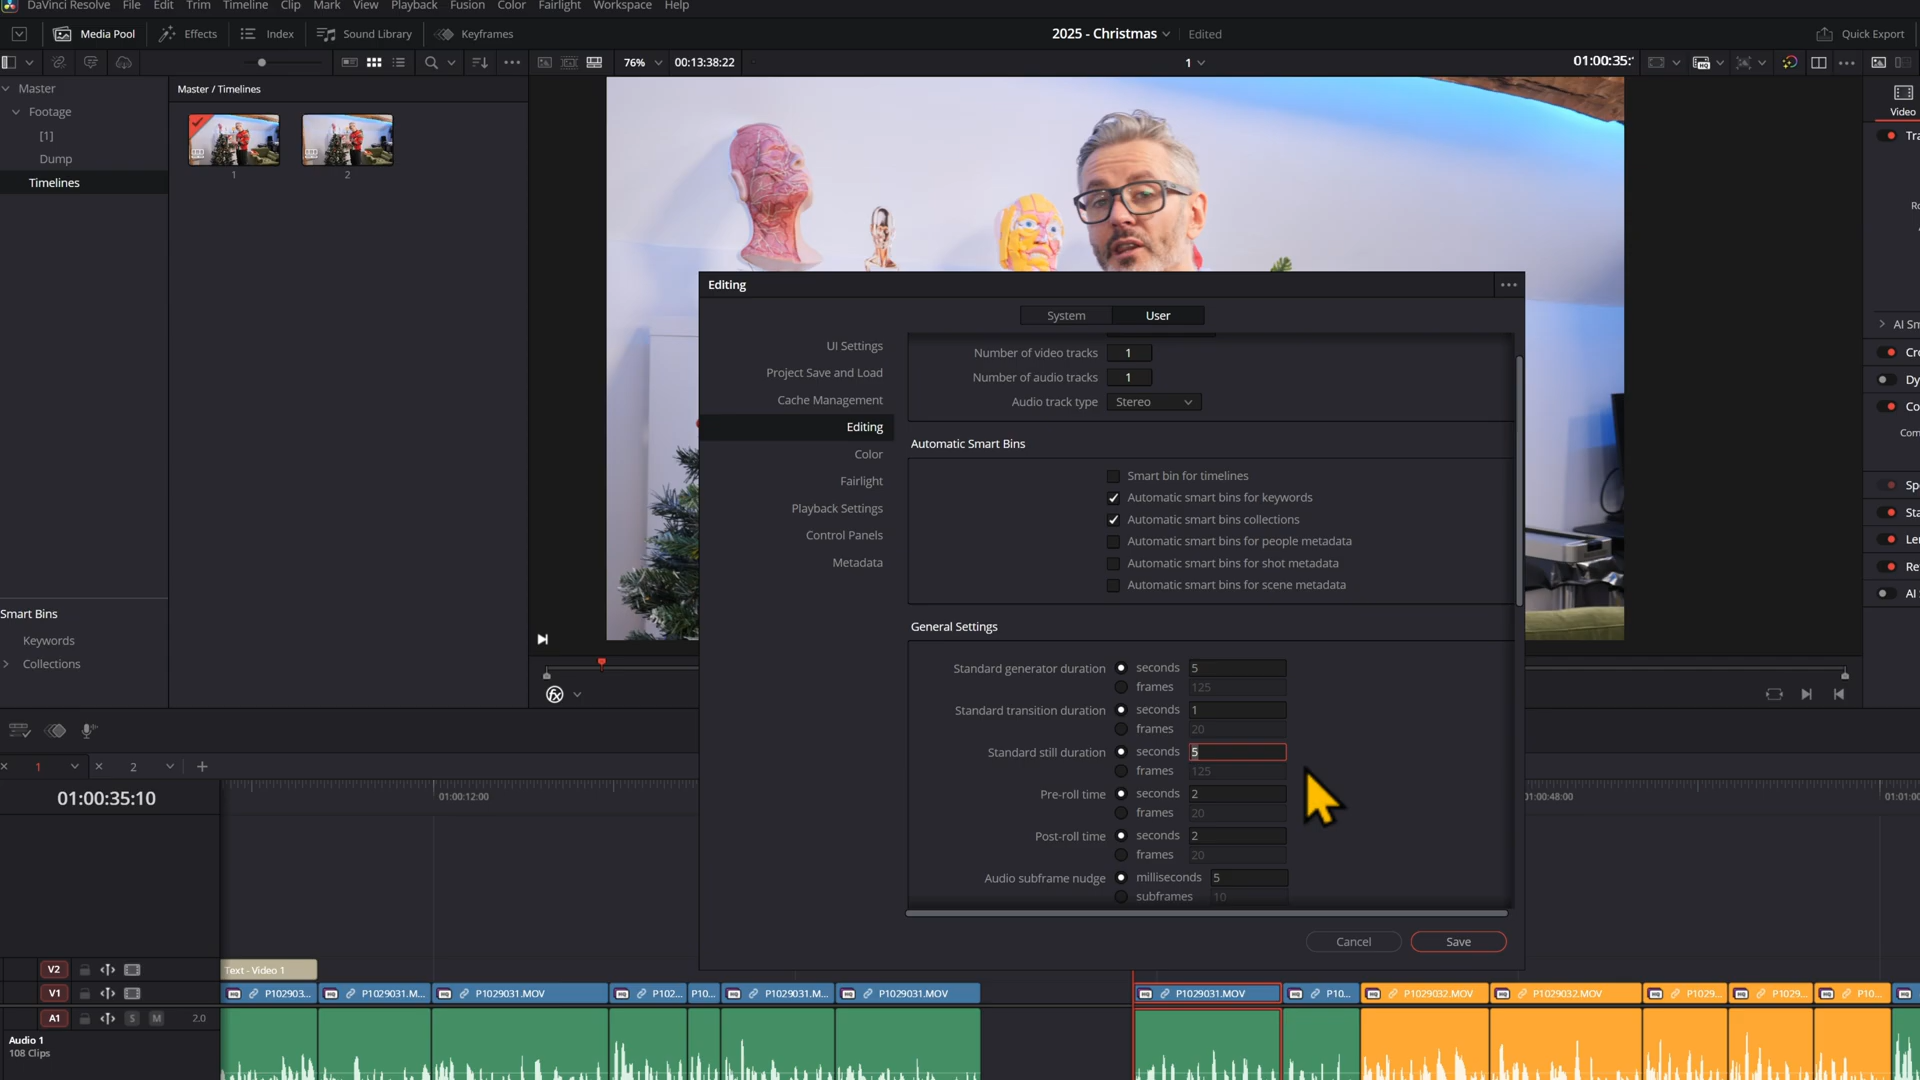 DaVinci Resolve File Edit Trim Timeline Clip Mark View Playback Fusion Color Fairlight Workspace Help
Media Pool Effects Index Sound Library Keyframes 2025 - Christmas Edited Quick Export
76% 00:13:38:22 1 01:00:35:
Master
Footage
[1]
Dump
Timelines
Master / Timelines
1 2
Video
Tra
AI Sm
Cro
Dy
Co
Com
Sp
Sta
Le
Re
AI
Smart Bins
Keywords
Collections
Editing
System User
UI Settings
Project Save and Load
Cache Management
Editing
Color
Fairlight
Playback Settings
Control Panels
Metadata
Number of video tracks 1
Number of audio tracks 1
Audio track type Stereo
Automatic Smart Bins
Smart bin for timelines
Automatic smart bins for keywords
Automatic smart bins collections
Automatic smart bins for people metadata
Automatic smart bins for shot metadata
Automatic smart bins for scene metadata
General Settings
Standard generator duration seconds 5
frames 125
Standard transition duration seconds 1
frames 20
Standard still duration seconds 5
frames 125
Pre-roll time seconds 2
frames 20
Post-roll time seconds 2
frames 20
Audio subframe nudge milliseconds 5
subframes 10
Cancel Save
1 2
01:00:35:10
01:00:12:00 01:00:48:00 01:01:0
V2 Text - Video 1
V1 P102903... P1029031.M... P1029031.MOV P102... P10... P1029031.M... P1029031.MOV P1029031.MOV P10... P1029032.MOV P1029032.MOV P1029... P1029... P10...
A1 S M 2.0
Audio 1
108 Clips